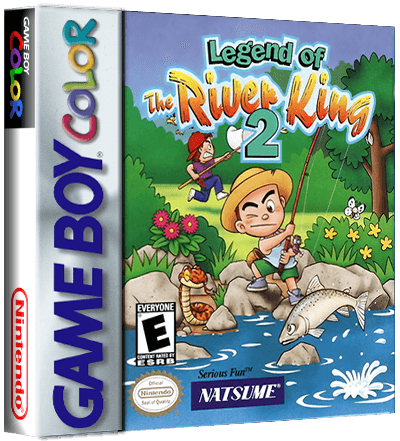 GAME BOY
COLOR
Nintendo
GAME BOY COLOR
Legend of
The River King
2
EVERYONE
E
CONTENT RATED BY
ESRB
Official
Nintendo
Seal of Quality
Serious Fun™
NATSUME®